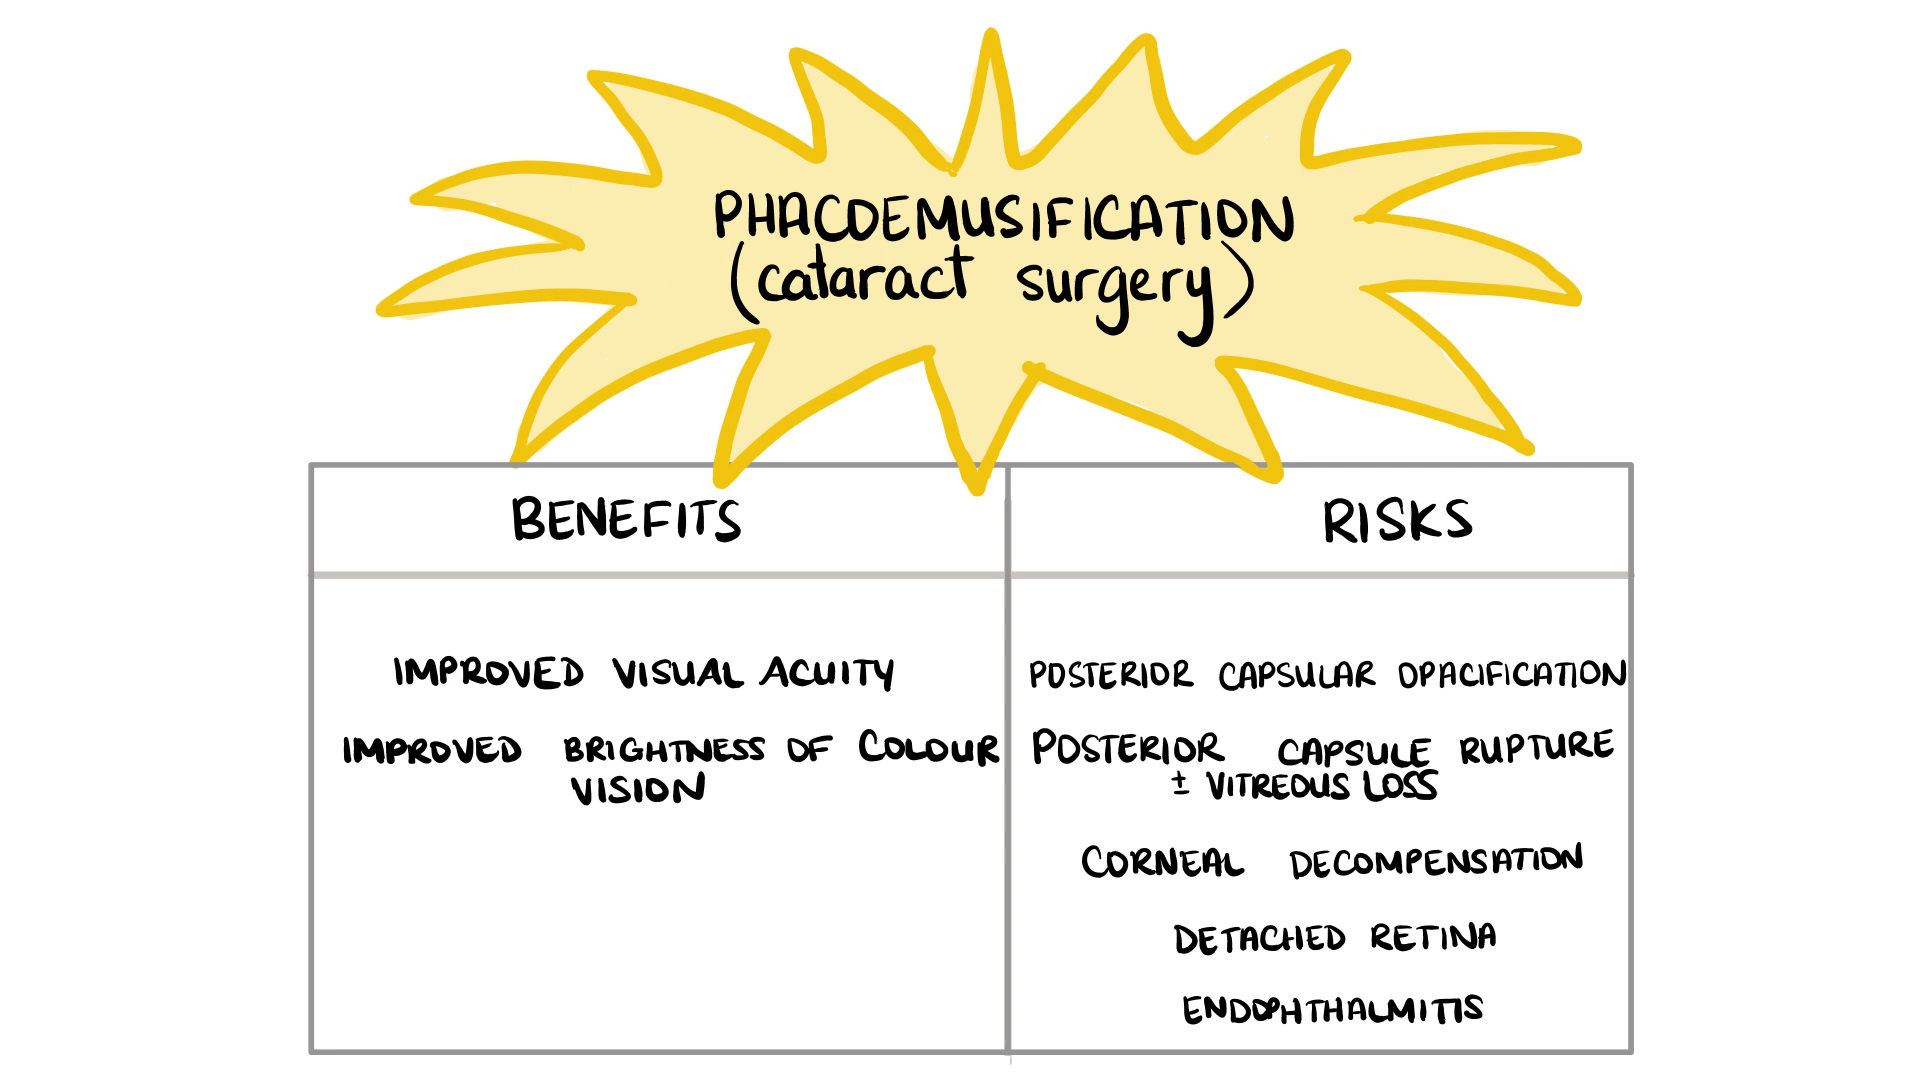 PHACOEMUSIFICATION
(cataract surgery)
BENEFITS
RISKS
IMPROVED VISUAL ACUITY
IMPROVED BRIGHTNESS OF COLOUR
VISION
POSTERIOR CAPSULAR OPACIFICATION
POSTERIOR CAPSULE RUPTURE
± VITREOUS LOSS
CORNEAL DECOMPENSATION
DETACHED RETINA
ENDOPHTHALMITIS